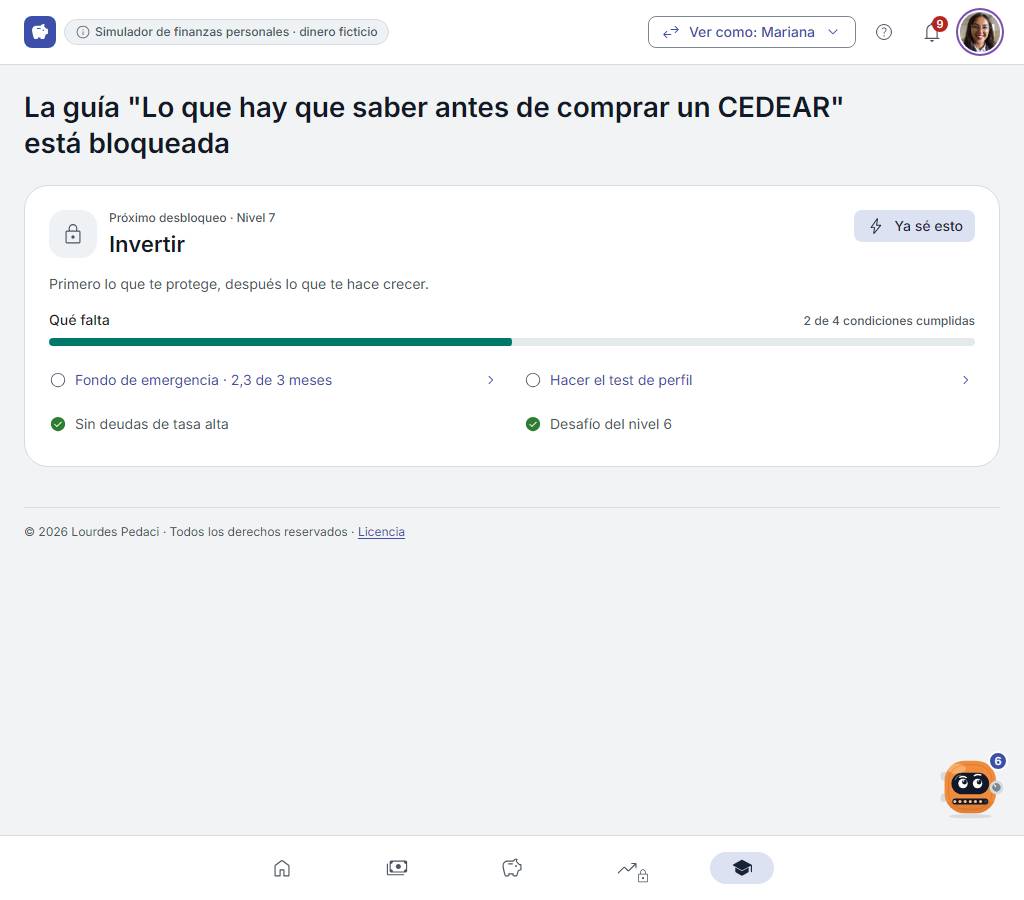 Simulador de finanzas personales · dinero ficticio
Ver como: Mariana
9
La guía "Lo que hay que saber antes de comprar un CEDEAR"
está bloqueada
Próximo desbloqueo · Nivel 7
Invertir
Ya sé esto
Primero lo que te protege, después lo que te hace crecer.
Qué falta
2 de 4 condiciones cumplidas
Fondo de emergencia · 2,3 de 3 meses
Hacer el test de perfil
Sin deudas de tasa alta
Desafío del nivel 6
© 2026 Lourdes Pedaci · Todos los derechos reservados · Licencia
6